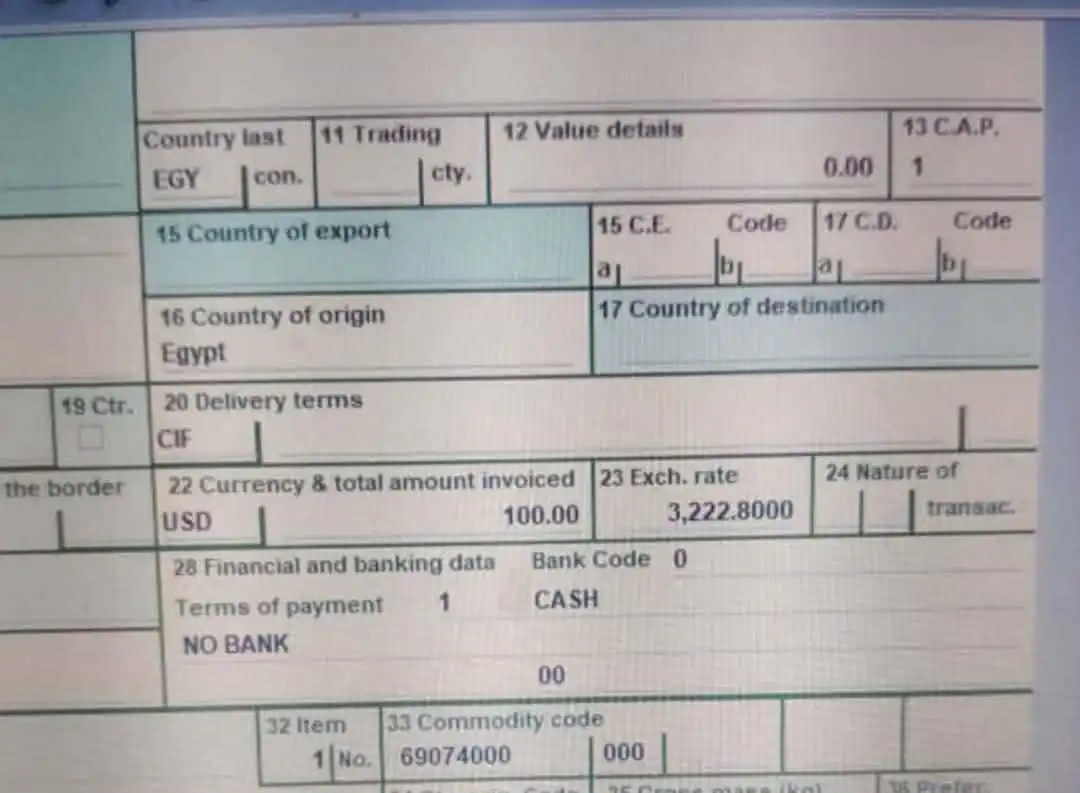 Country last
11 Trading
12 Value details
13 C.A.P.
EGY
con.
cty.
0.00
1
15 Country of export
15 C.E. Code
17 C.D. Code
a b
a b
16 Country of origin
17 Country of destination
Egypt
19 Ctr.
20 Delivery terms
CIF
the border
22 Currency & total amount invoiced
23 Exch. rate
24 Nature of
USD
100.00
3,222.8000
transac.
28 Financial and banking data
Bank Code 0
Terms of payment 1 CASH
NO BANK
00
32 Item
33 Commodity code
1 No.
69074000
000